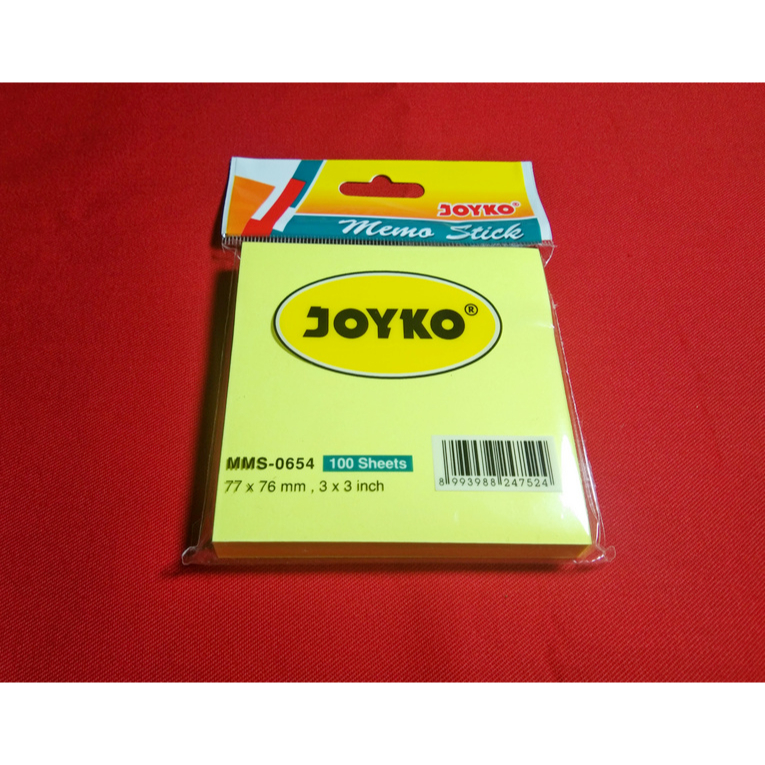 JOYKO®
Memo Stick
JOYKO®
MMS-0654 100 Sheets
77 x 76 mm , 3 x 3 inch
8 993988 247524